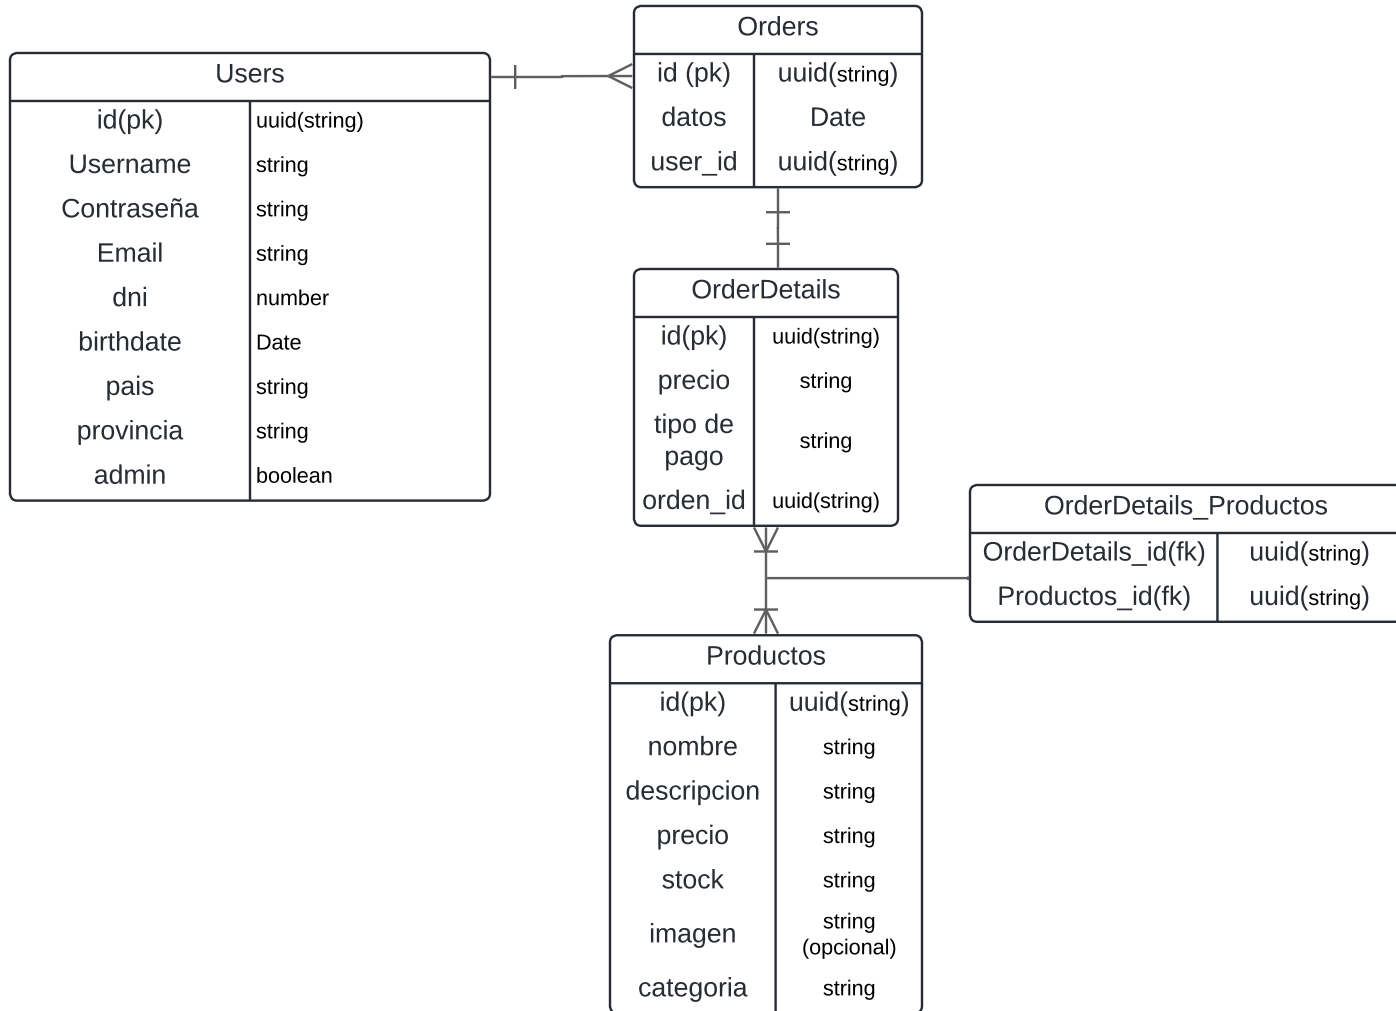 Users
id(pk) uuid(string)
Username string
Contraseña string
Email string
dni number
birthdate Date
pais string
provincia string
admin boolean
Orders
id (pk) uuid(string)
datos Date
user_id uuid(string)
OrderDetails
id(pk) uuid(string)
precio string
tipo de
pago
string
orden_id uuid(string)
OrderDetails_Productos
OrderDetails_id(fk) uuid(string)
Productos_id(fk) uuid(string)
Productos
id(pk) uuid(string)
nombre string
descripcion string
precio string
stock string
imagen
string
(opcional)
categoria string